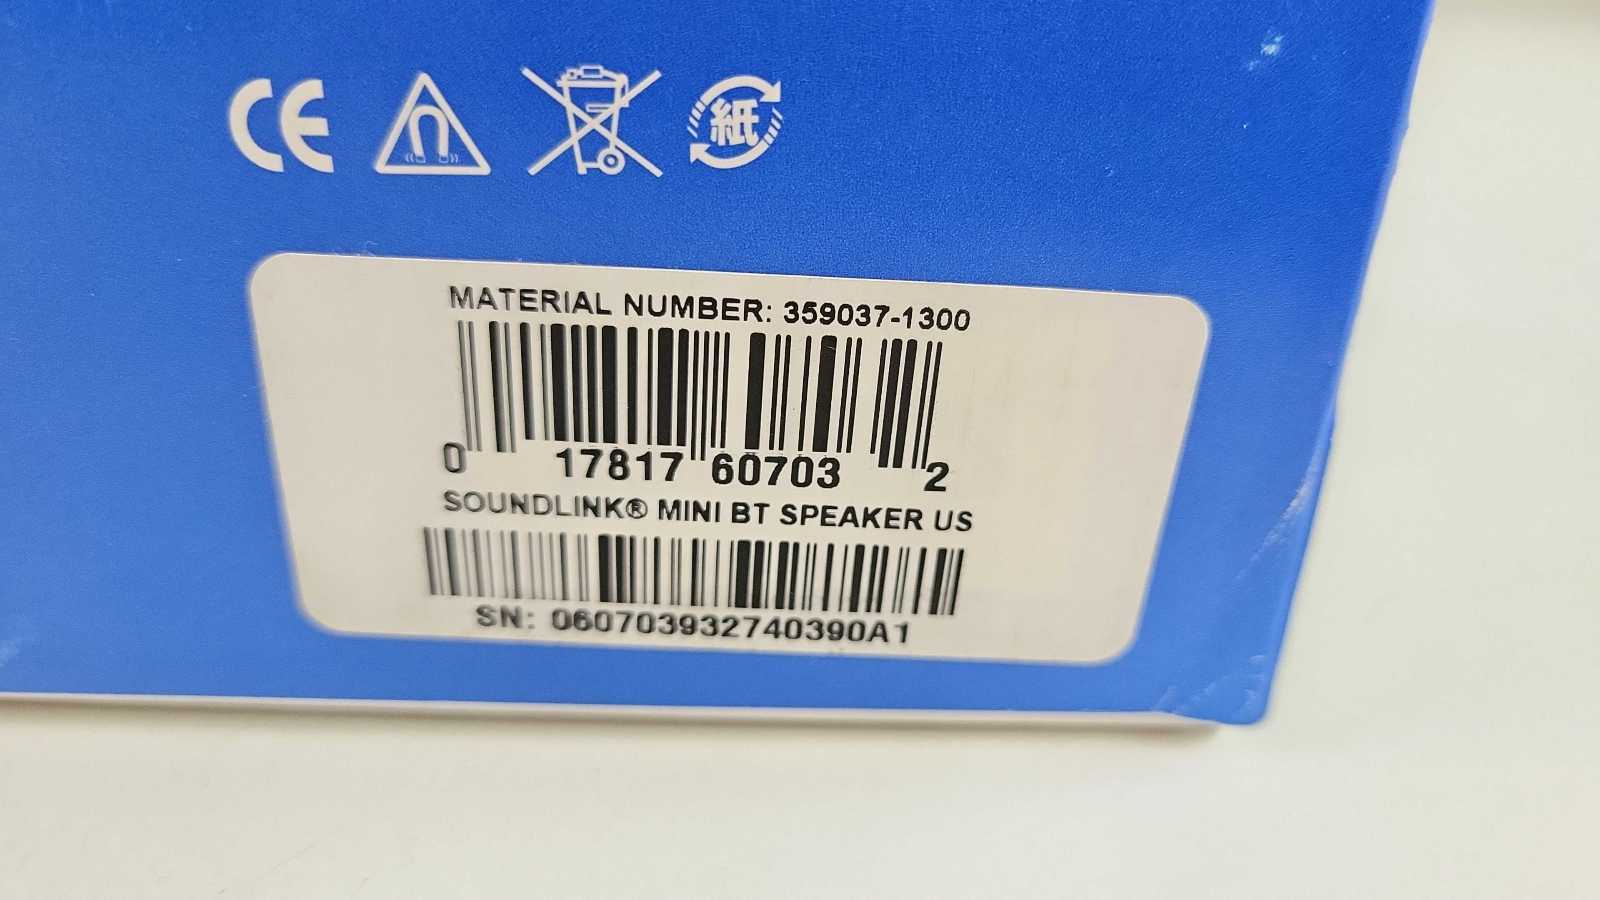 CE
紙
MATERIAL NUMBER: 359037-1300
0 17817 60703 2
SOUNDLINK® MINI BT SPEAKER US
SN: 060703932740390A1